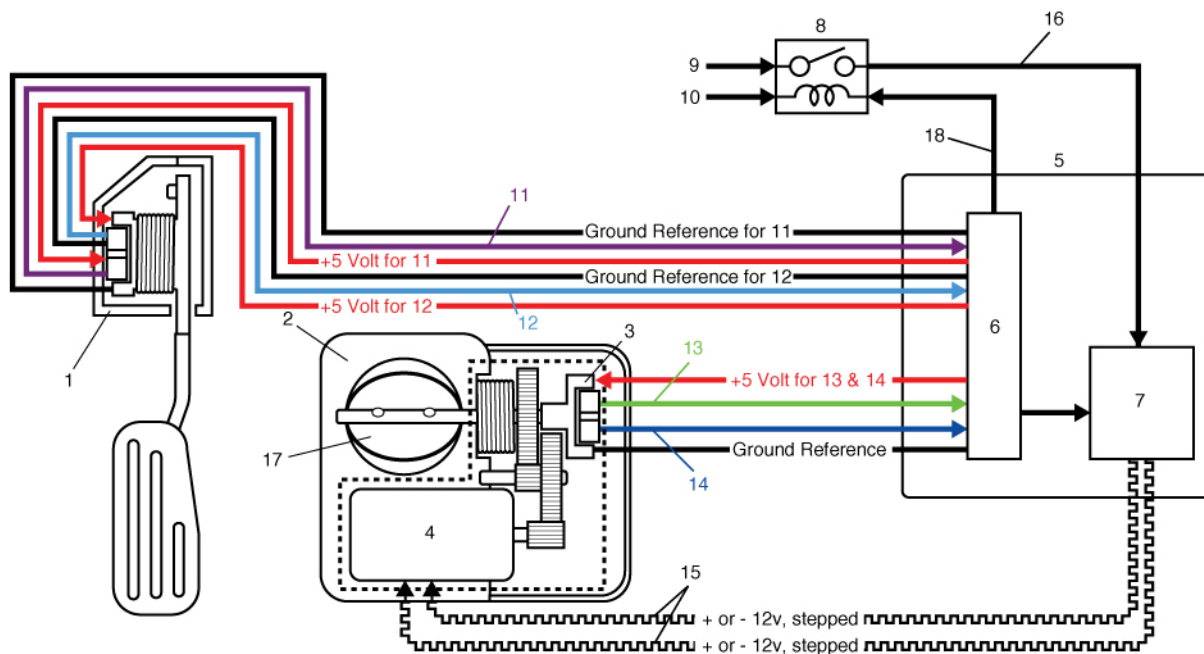 8
16
9
10
18
5
11
Ground Reference for 11
+5 Volt for 11
Ground Reference for 12
+5 Volt for 12
12
6
1
2
3
13
+5 Volt for 13 & 14
7
17
Ground Reference
14
4
15
+ or - 12v, stepped
+ or - 12v, stepped